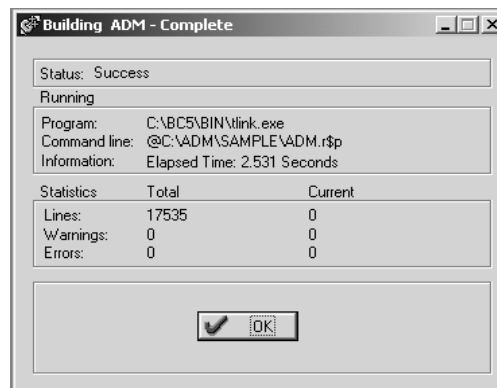 Building ADM - Complete
Status: Success
Running
Program: C:\BC5\BIN\tlink.exe
Command line: @C:\ADM\SAMPLE\ADM.r$p
Information: Elapsed Time: 2.531 Seconds
Statistics Total Current
Lines: 17535 0
Warnings: 0 0
Errors: 0 0
OK